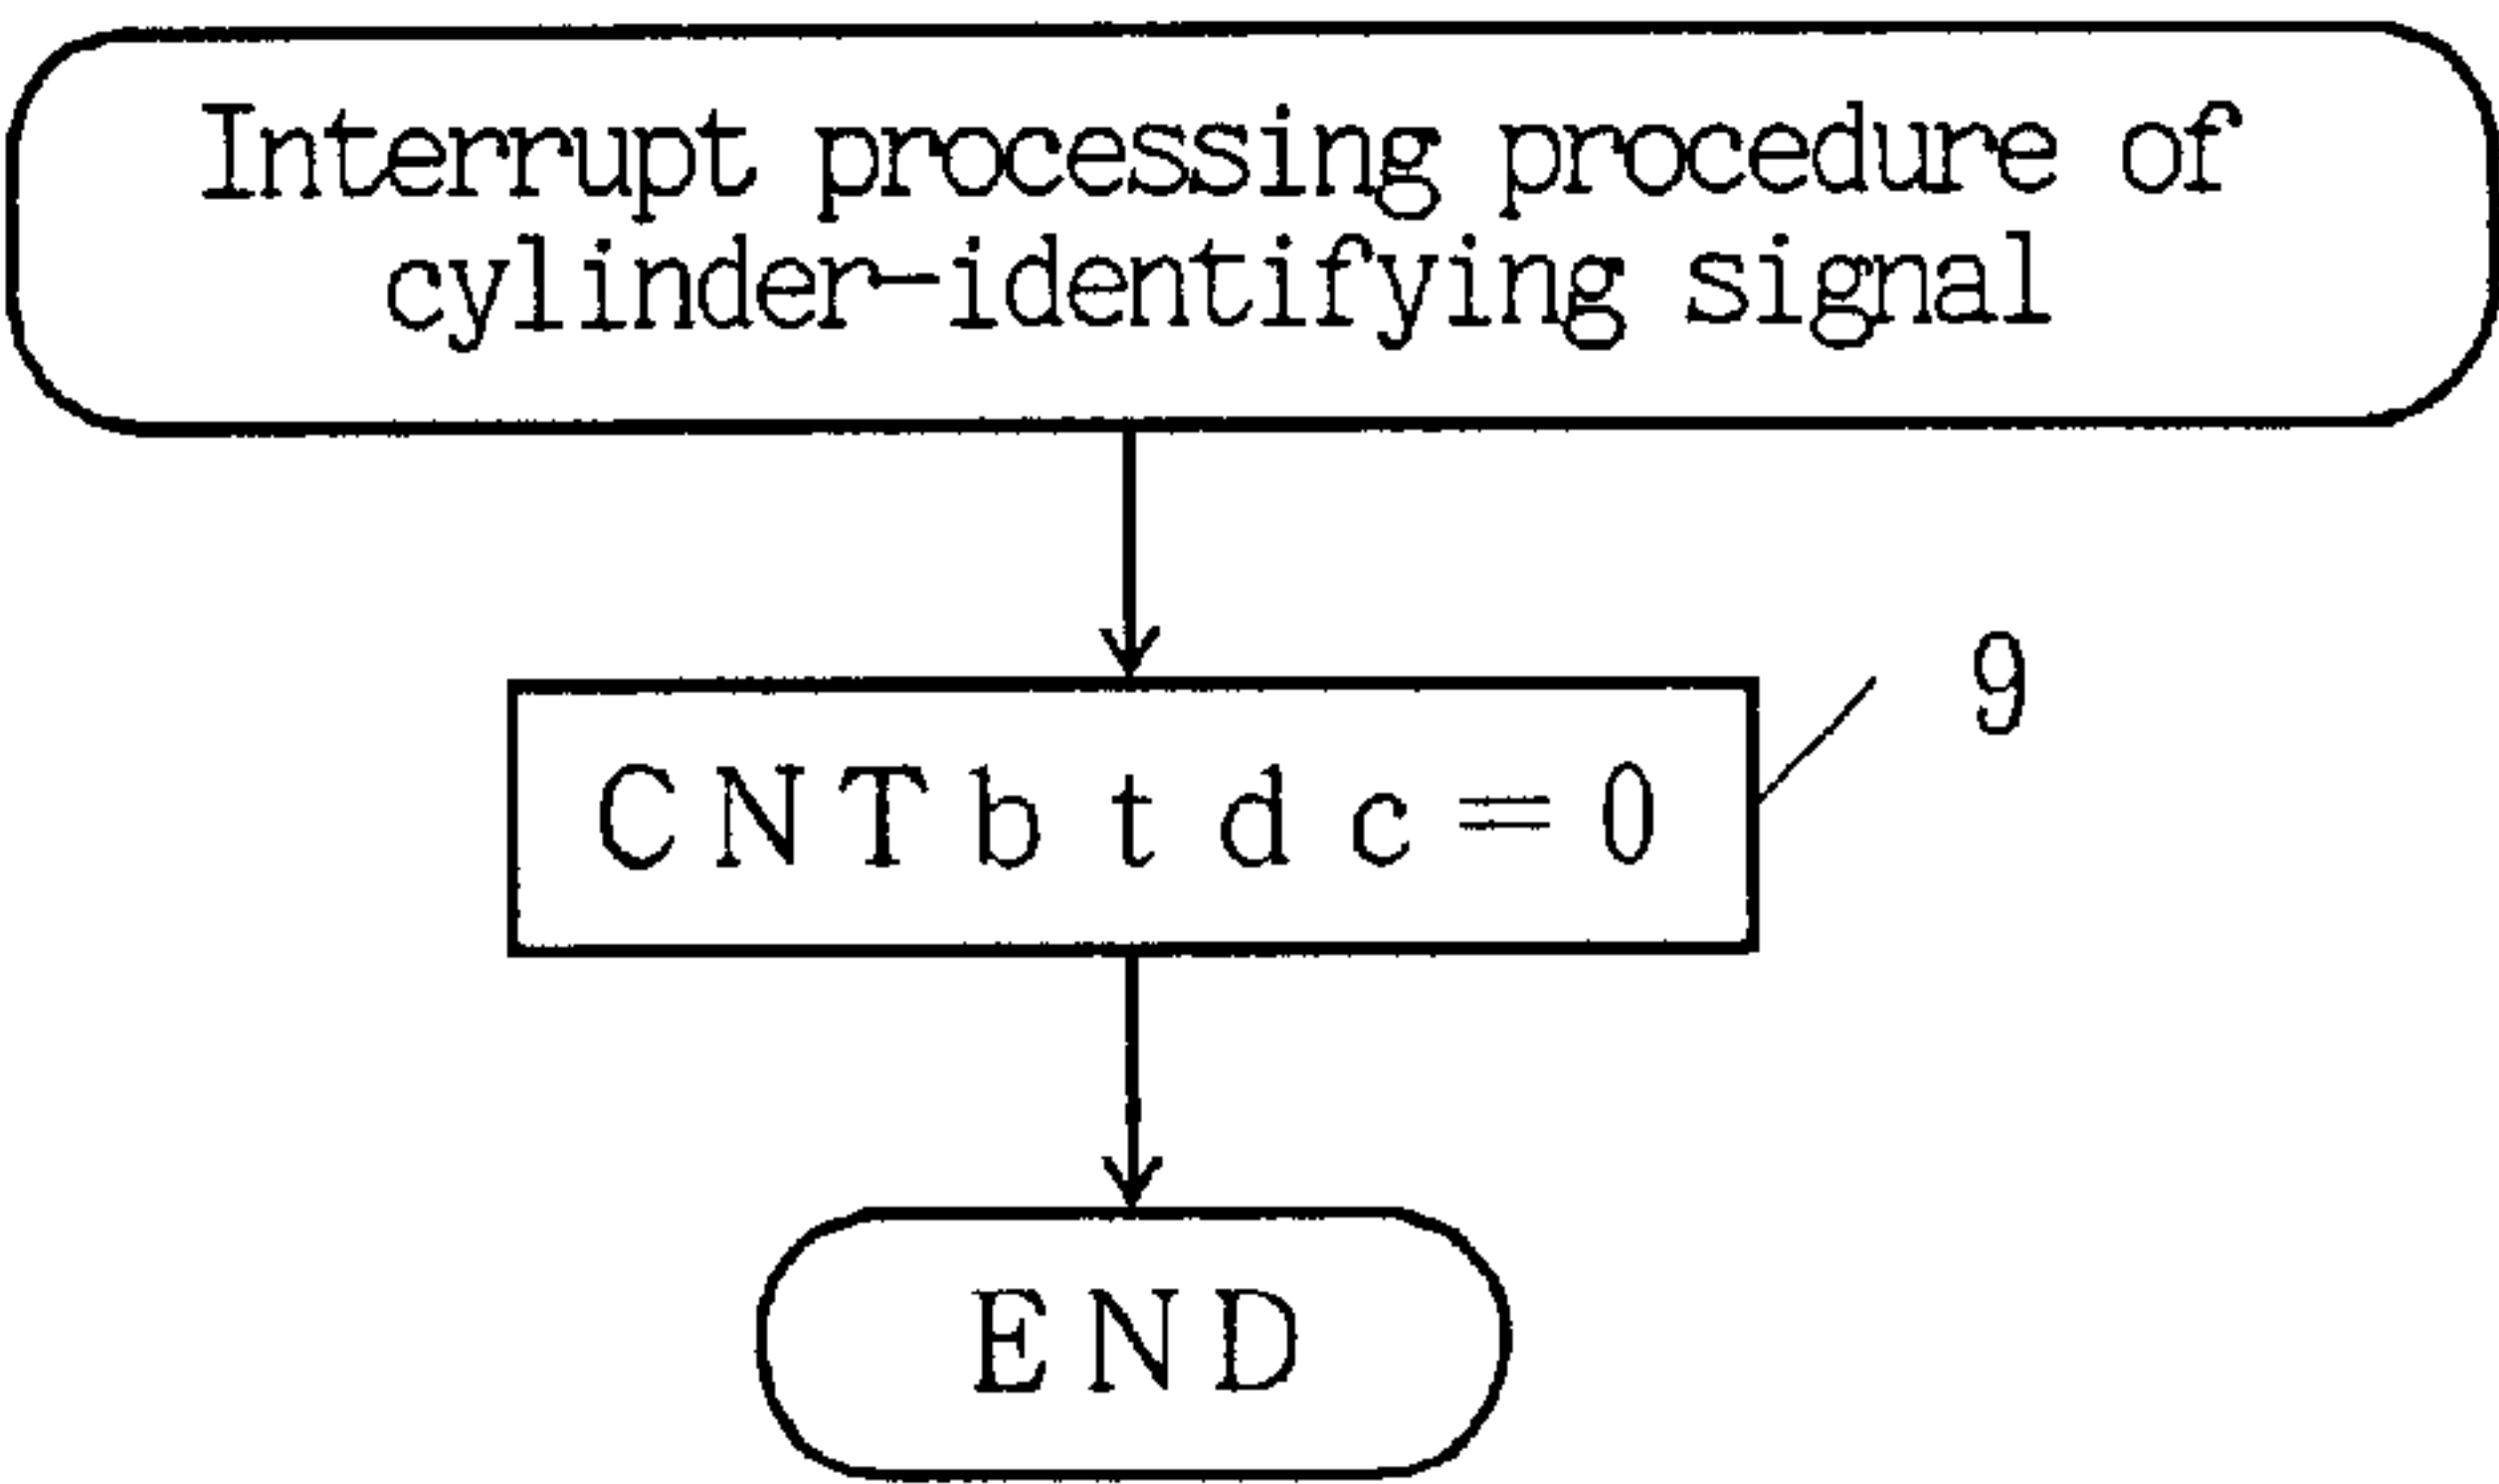 Interrupt processing procedure of
cylinder-identifying signal
9
CNTbtdc=0
END